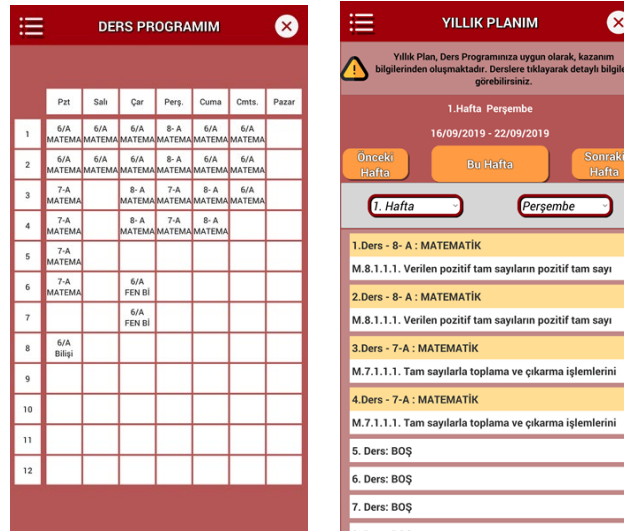 DERS PROGRAMIM
Pzt Salı Çar Perş. Cuma Cmts. Pazar
1 6/A MATEMA 6/A MATEMA 6/A MATEMA 8- A MATEMA 6/A MATEMA 6/A MATEMA
2 6/A MATEMA 6/A MATEMA 6/A MATEMA 8- A MATEMA 6/A MATEMA 6/A MATEMA
3 7-A MATEMA 8- A MATEMA 7-A MATEMA 8- A MATEMA 6/A MATEMA
4 7-A MATEMA 8- A MATEMA 7-A MATEMA 8- A MATEMA
5 7-A MATEMA
6 7-A MATEMA 6/A FEN Bİ
7 6/A FEN Bİ
8 6/A Bilişi
9
10
11
12
YILLIK PLANIM
Yıllık Plan, Ders Programınıza uygun olarak, kazanım
bilgilerinden oluşmaktadır. Derslere tıklayarak detaylı bilgile
görebilirsiniz.
1.Hafta Perşembe
16/09/2019 - 22/09/2019
Önceki Hafta
Bu Hafta
Sonraki Hafta
1. Hafta
Perşembe
1.Ders - 8- A : MATEMATİK
M.8.1.1.1. Verilen pozitif tam sayıların pozitif tam sayı
2.Ders - 8- A : MATEMATİK
M.8.1.1.1. Verilen pozitif tam sayıların pozitif tam sayı
3.Ders - 7-A : MATEMATİK
M.7.1.1.1. Tam sayılarla toplama ve çıkarma işlemlerini
4.Ders - 7-A : MATEMATİK
M.7.1.1.1. Tam sayılarla toplama ve çıkarma işlemlerini
5. Ders: BOŞ
6. Ders: BOŞ
7. Ders: BOŞ